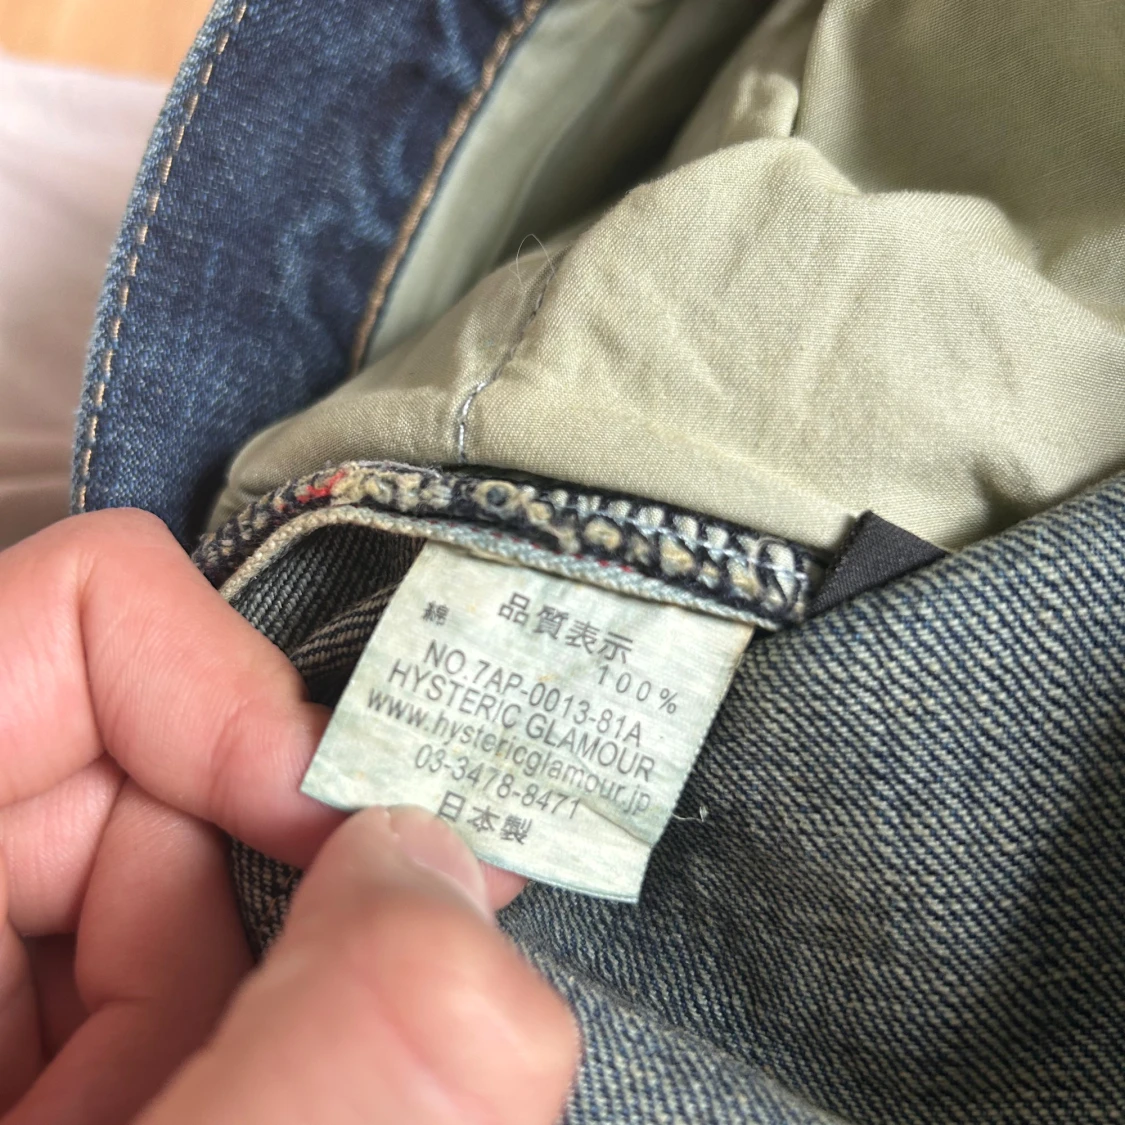 品質表示
綿 100%
NO.7AP-0013-81A
HYSTERIC GLAMOUR
www.hystericglamour.jp
03-3478-8471
日本製